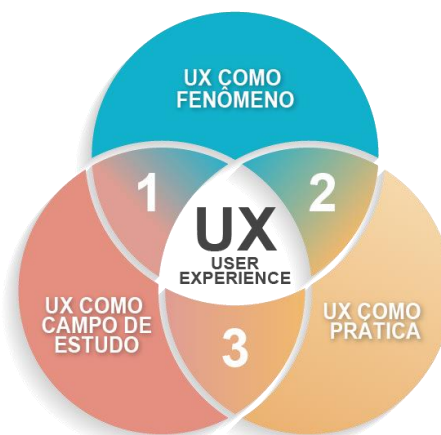 UX COMO
FENÔMENO
1
2
UX
USER
EXPERIENCE
UX COMO
CAMPO DE
ESTUDO
UX COMO
PRÁTICA
3